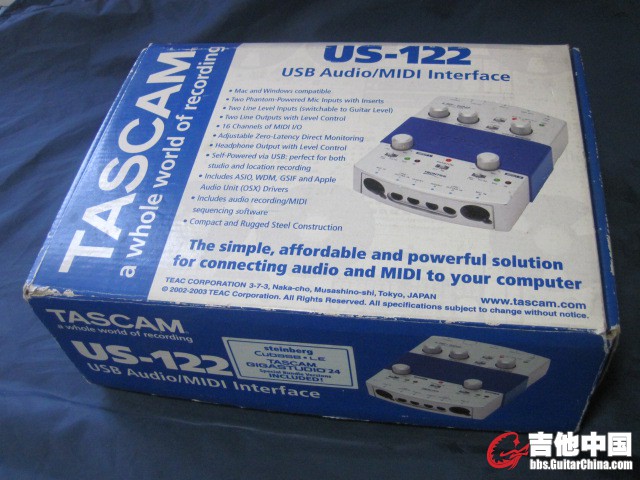 TASCAM
a whole world of recording
US-122
USB Audio/MIDI Interface
• Mac and Windows compatible
• Two Phantom-Powered Mic Inputs with Inserts
• Two Line Level Inputs (switchable to Guitar Level)
• Two Line Outputs with Level Control
• 16 Channels of MIDI I/O
• Adjustable Zero-Latency Direct Monitoring
• Headphone Output with Level Control
• Self-Powered via USB: perfect for both
studio and location recording
• Includes ASIO, WDM, GSIF and Apple
Audio Unit (OSX) Drivers
• Includes audio recording/MIDI
sequencing software
• Compact and Rugged Steel Construction
The simple, affordable and powerful solution
for connecting audio and MIDI to your computer
TEAC CORPORATION 3-7-3, Naka-cho, Musashino-shi, Tokyo, JAPAN
www.tascam.com
© 2002-2003 TEAC Corporation. All Rights Reserved. All specifications subject to change without notice.
TASCAM
a whole world of recording
US-122
USB Audio/MIDI Interface
steinberg
Cubase•LE
TASCAM
GIGASTUDIO 24
Special Bundle Versions
INCLUDED!
吉他中国
bbs.GuitarChina.com